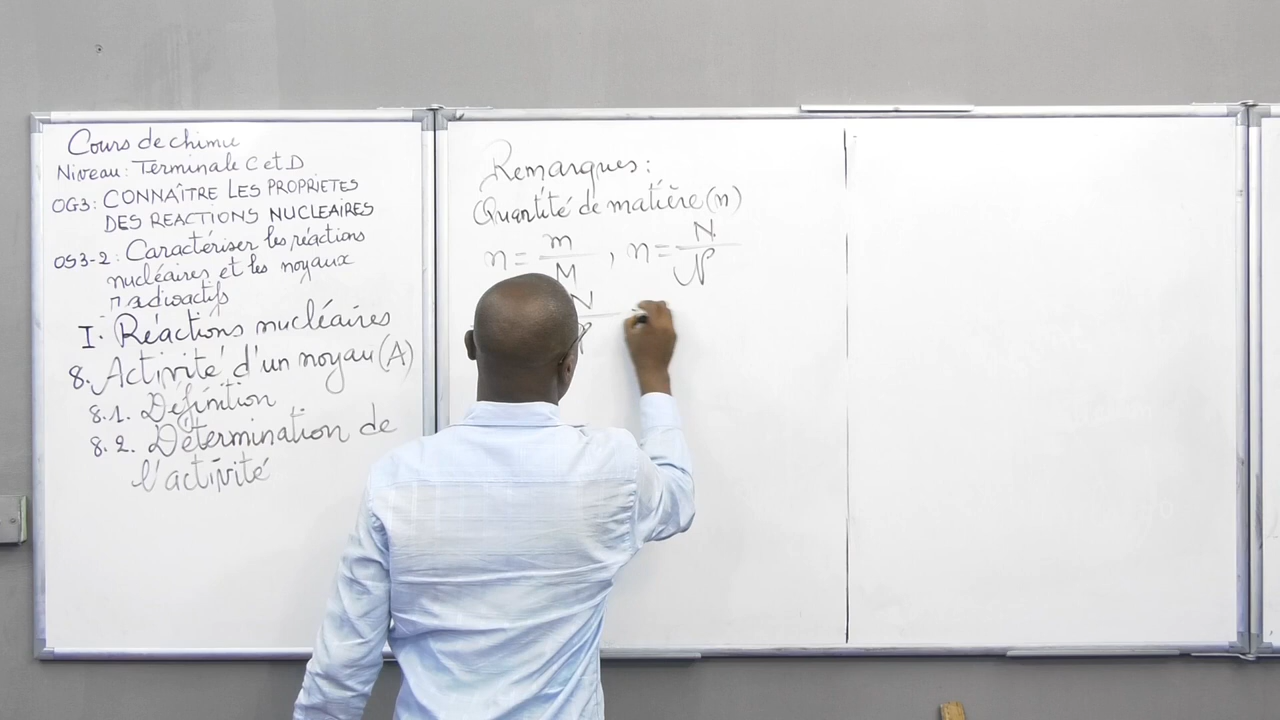 Cours de chimie
Niveau: Terminale C et D
OG3: CONNAÎTRE LES PROPRIETES
DES REACTIONS NUCLEAIRES
OS3-2: Caractériser les réactions
nucléaires et les noyaux
radioactifs
I. Réactions nucléaires
8. Activité d'un noyau (A)
8.1. Définition
8.2. Détermination de
l'activité
Remarques:
Quantité de matière (n)
n = m/M , n = N/𝒩
N